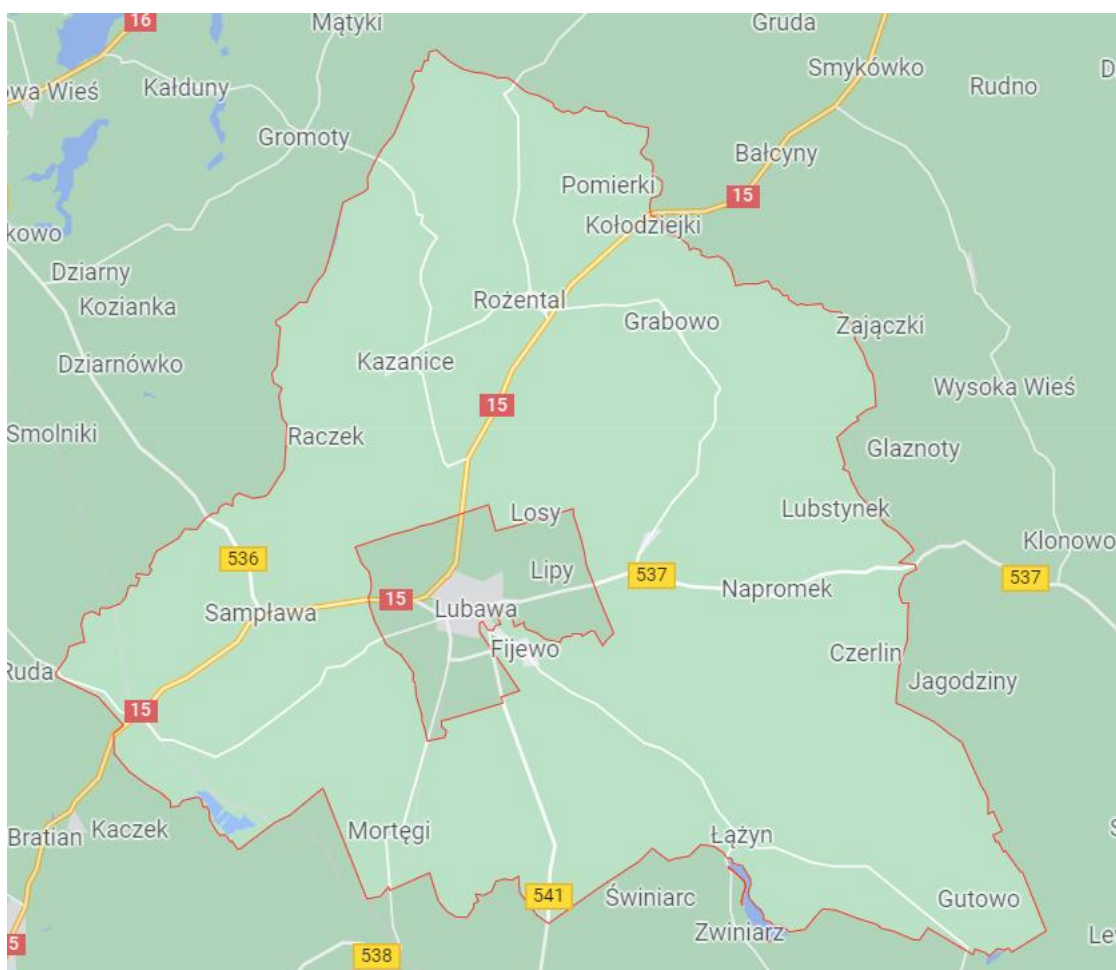 16
Mątyki
Gruda
Smykówko
Rudno
D
owa Wieś
Kałduny
Gromoty
Bałcyny
Pomierki
15
kowo
Kołodziejki
Dziarny
Kozianka
Rożental
Grabowo
Zajączki
Dziarnówko
Kazanice
Wysoka Wieś
15
Smolniki
Raczek
Glaznoty
Losy
Lubstynek
Klonowo
536
Lipy
537
Napromek
537
Sampława
15
Lubawa
Fijewo
Czerlin
Ruda
Jagodziny
15
Bratian
Kaczek
Mortęgi
Łążyn
541
Świniarc
Gutowo
Zwiniarz
5
538
Le